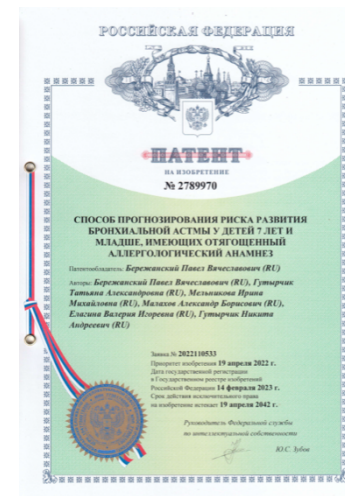 РОССИЙСКАЯ ФЕДЕРАЦИЯ
ПАТЕНТ
НА ИЗОБРЕТЕНИЕ
№ 2789970
СПОСОБ ПРОГНОЗИРОВАНИЯ РИСКА РАЗВИТИЯ
БРОНХИАЛЬНОЙ АСТМЫ У ДЕТЕЙ 7 ЛЕТ И
МЛАДШЕ, ИМЕЮЩИХ ОТЯГОЩЕННЫЙ
АЛЛЕРГОЛОГИЧЕСКИЙ АНАМНЕЗ
Патентообладатель: Бережанский Павел Вячеславович (RU)
Авторы: Бережанский Павел Вячеславович (RU), Гутырчик
Татьяна Александровна (RU), Мельникова Ирина
Михайловна (RU), Малахов Александр Борисович (RU),
Елагина Валерия Игоревна (RU), Гутырчик Никита
Андреевич (RU)
Заявка № 2022110533
Приоритет изобретения 19 апреля 2022 г.
Дата государственной регистрации
в Государственном реестре изобретений
Российской Федерации 14 февраля 2023 г.
Срок действия исключительного права
на изобретение истекает 19 апреля 2042 г.
Руководитель Федеральной службы
по интеллектуальной собственности
Ю.С. Зубов